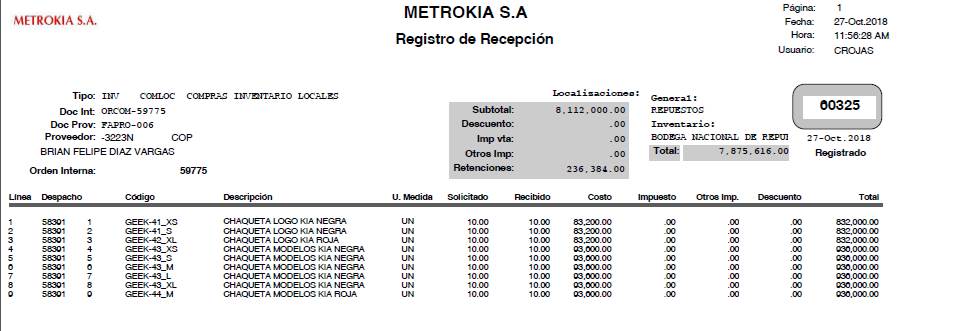 METROKIA S.A.
METROKIA S.A
Registro de Recepción
Página: 1
Fecha: 27-Oct.2018
Hora: 11:56:28 AM
Usuario: CROJAS
Tipo: INV COMLOC COMPRAS INVENTARIO LOCALES
Doc Int: ORCOM-59775
Doc Prov: FAPRO-006
Proveedor: -3223N COP
BRIAN FELIPE DIAZ VARGAS
Orden Interna: 59775
Localisaciones:
Subtotal: 8,112,000.00
Descuento: .00
Imp vta: .00
Otros Imp: .00
Retenciones: 236,384.00
General:
REPUESTOS
Inventario:
BODEGA NACIONAL DE REPU
Total: 7,875,616.00
60325
27-Oct.2018
Registrado
Línea Despacho Código Descripción U. Medida Solicitado Recibido Costo Impuesto Otros Imp. Descuento Total
1 58391 1 GEEK-41_XS CHAQUETA LOGO KIA NEGRA UN 10.00 10.00 83,200.00 .00 .00 .00 832,000.00
2 58391 2 GEEK-41_S CHAQUETA LOGO KIA NEGRA UN 10.00 10.00 83,200.00 .00 .00 .00 832,000.00
3 58391 3 GEEK-42_XL CHAQUETA LOGO KIA ROJA UN 10.00 10.00 83,200.00 .00 .00 .00 832,000.00
4 58391 4 GEEK-43_XS CHAQUETA MODELOS KIA NEGRA UN 10.00 10.00 93,600.00 .00 .00 .00 936,000.00
5 58391 5 GEEK-43_S CHAQUETA MODELOS KIA NEGRA UN 10.00 10.00 93,600.00 .00 .00 .00 936,000.00
6 58391 6 GEEK-43_M CHAQUETA MODELOS KIA NEGRA UN 10.00 10.00 93,600.00 .00 .00 .00 936,000.00
7 58391 7 GEEK-43_L CHAQUETA MODELOS KIA NEGRA UN 10.00 10.00 93,600.00 .00 .00 .00 936,000.00
8 58391 8 GEEK-43_XL CHAQUETA MODELOS KIA NEGRA UN 10.00 10.00 93,600.00 .00 .00 .00 936,000.00
9 58391 9 GEEK-44_M CHAQUETA MODELOS KIA ROJA UN 10.00 10.00 93,600.00 .00 .00 .00 936,000.00